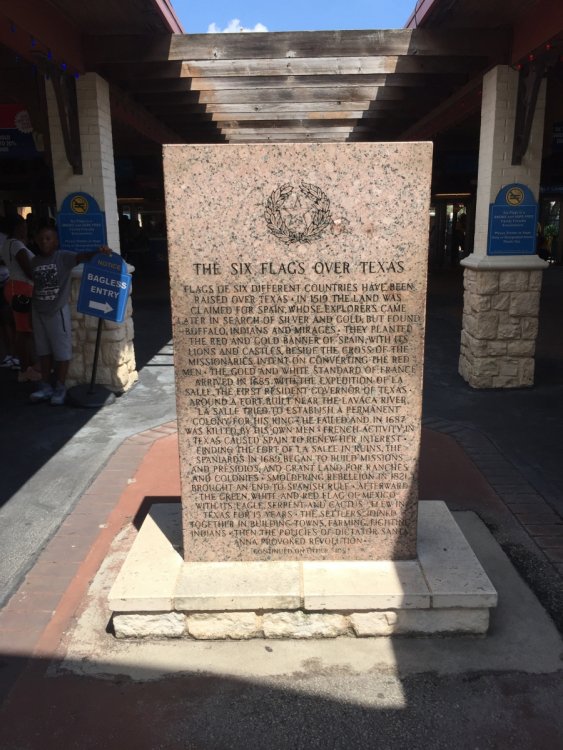 THE SIX FLAGS OVER TEXAS
FLAGS OF SIX DIFFERENT COUNTRIES HAVE BEEN
RAISED OVER TEXAS • IN 1519, THE LAND WAS
CLAIMED FOR SPAIN, WHOSE EXPLORERS CAME
LATER IN SEARCH OF SILVER AND GOLD, BUT FOUND
BUFFALO, INDIANS AND MIRAGES • THEY PLANTED
THE RED AND GOLD BANNER OF SPAIN, WITH ITS
LIONS AND CASTLES, BESIDE THE CROSS OF THE
MISSIONARIES, INTENT ON CONVERTING THE RED
MEN • THE GOLD AND WHITE STANDARD OF FRANCE
ARRIVED IN 1685, WITH THE EXPEDITION OF LA
SALLE, THE FIRST RESIDENT GOVERNOR OF TEXAS.
AROUND A FORT, BUILT NEAR THE LAVACA RIVER,
LA SALLE TRIED TO ESTABLISH A PERMANENT
COLONY FOR HIS KING • HE FAILED AND, IN 1687,
WAS KILLED BY HIS OWN MEN • FRENCH ACTIVITY IN
TEXAS CAUSED SPAIN TO RENEW HER INTEREST •
FINDING THE FORT OF LA SALLE IN RUINS, THE
SPANIARDS, IN 1689, BEGAN TO BUILD MISSIONS
AND PRESIDIOS, AND GRANT LAND FOR RANCHES
AND COLONIES • SMOLDERING REBELLION IN 1821
BROUGHT AN END TO SPANISH RULE • AFTERWARD
THE GREEN, WHITE AND RED FLAG OF MEXICO
WITH ITS EAGLE, SERPENT AND CACTUS, FLEW IN
TEXAS FOR 15 YEARS • THE SETTLERS JOINED
TOGETHER IN BUILDING TOWNS, FARMING, FIGHTING
INDIANS • THEN THE POLICIES OF DICTATOR SANTA
ANNA PROVOKED REVOLUTION •
(CONTINUED ON OTHER SIDE)
NOTICE
BAGLESS
ENTRY